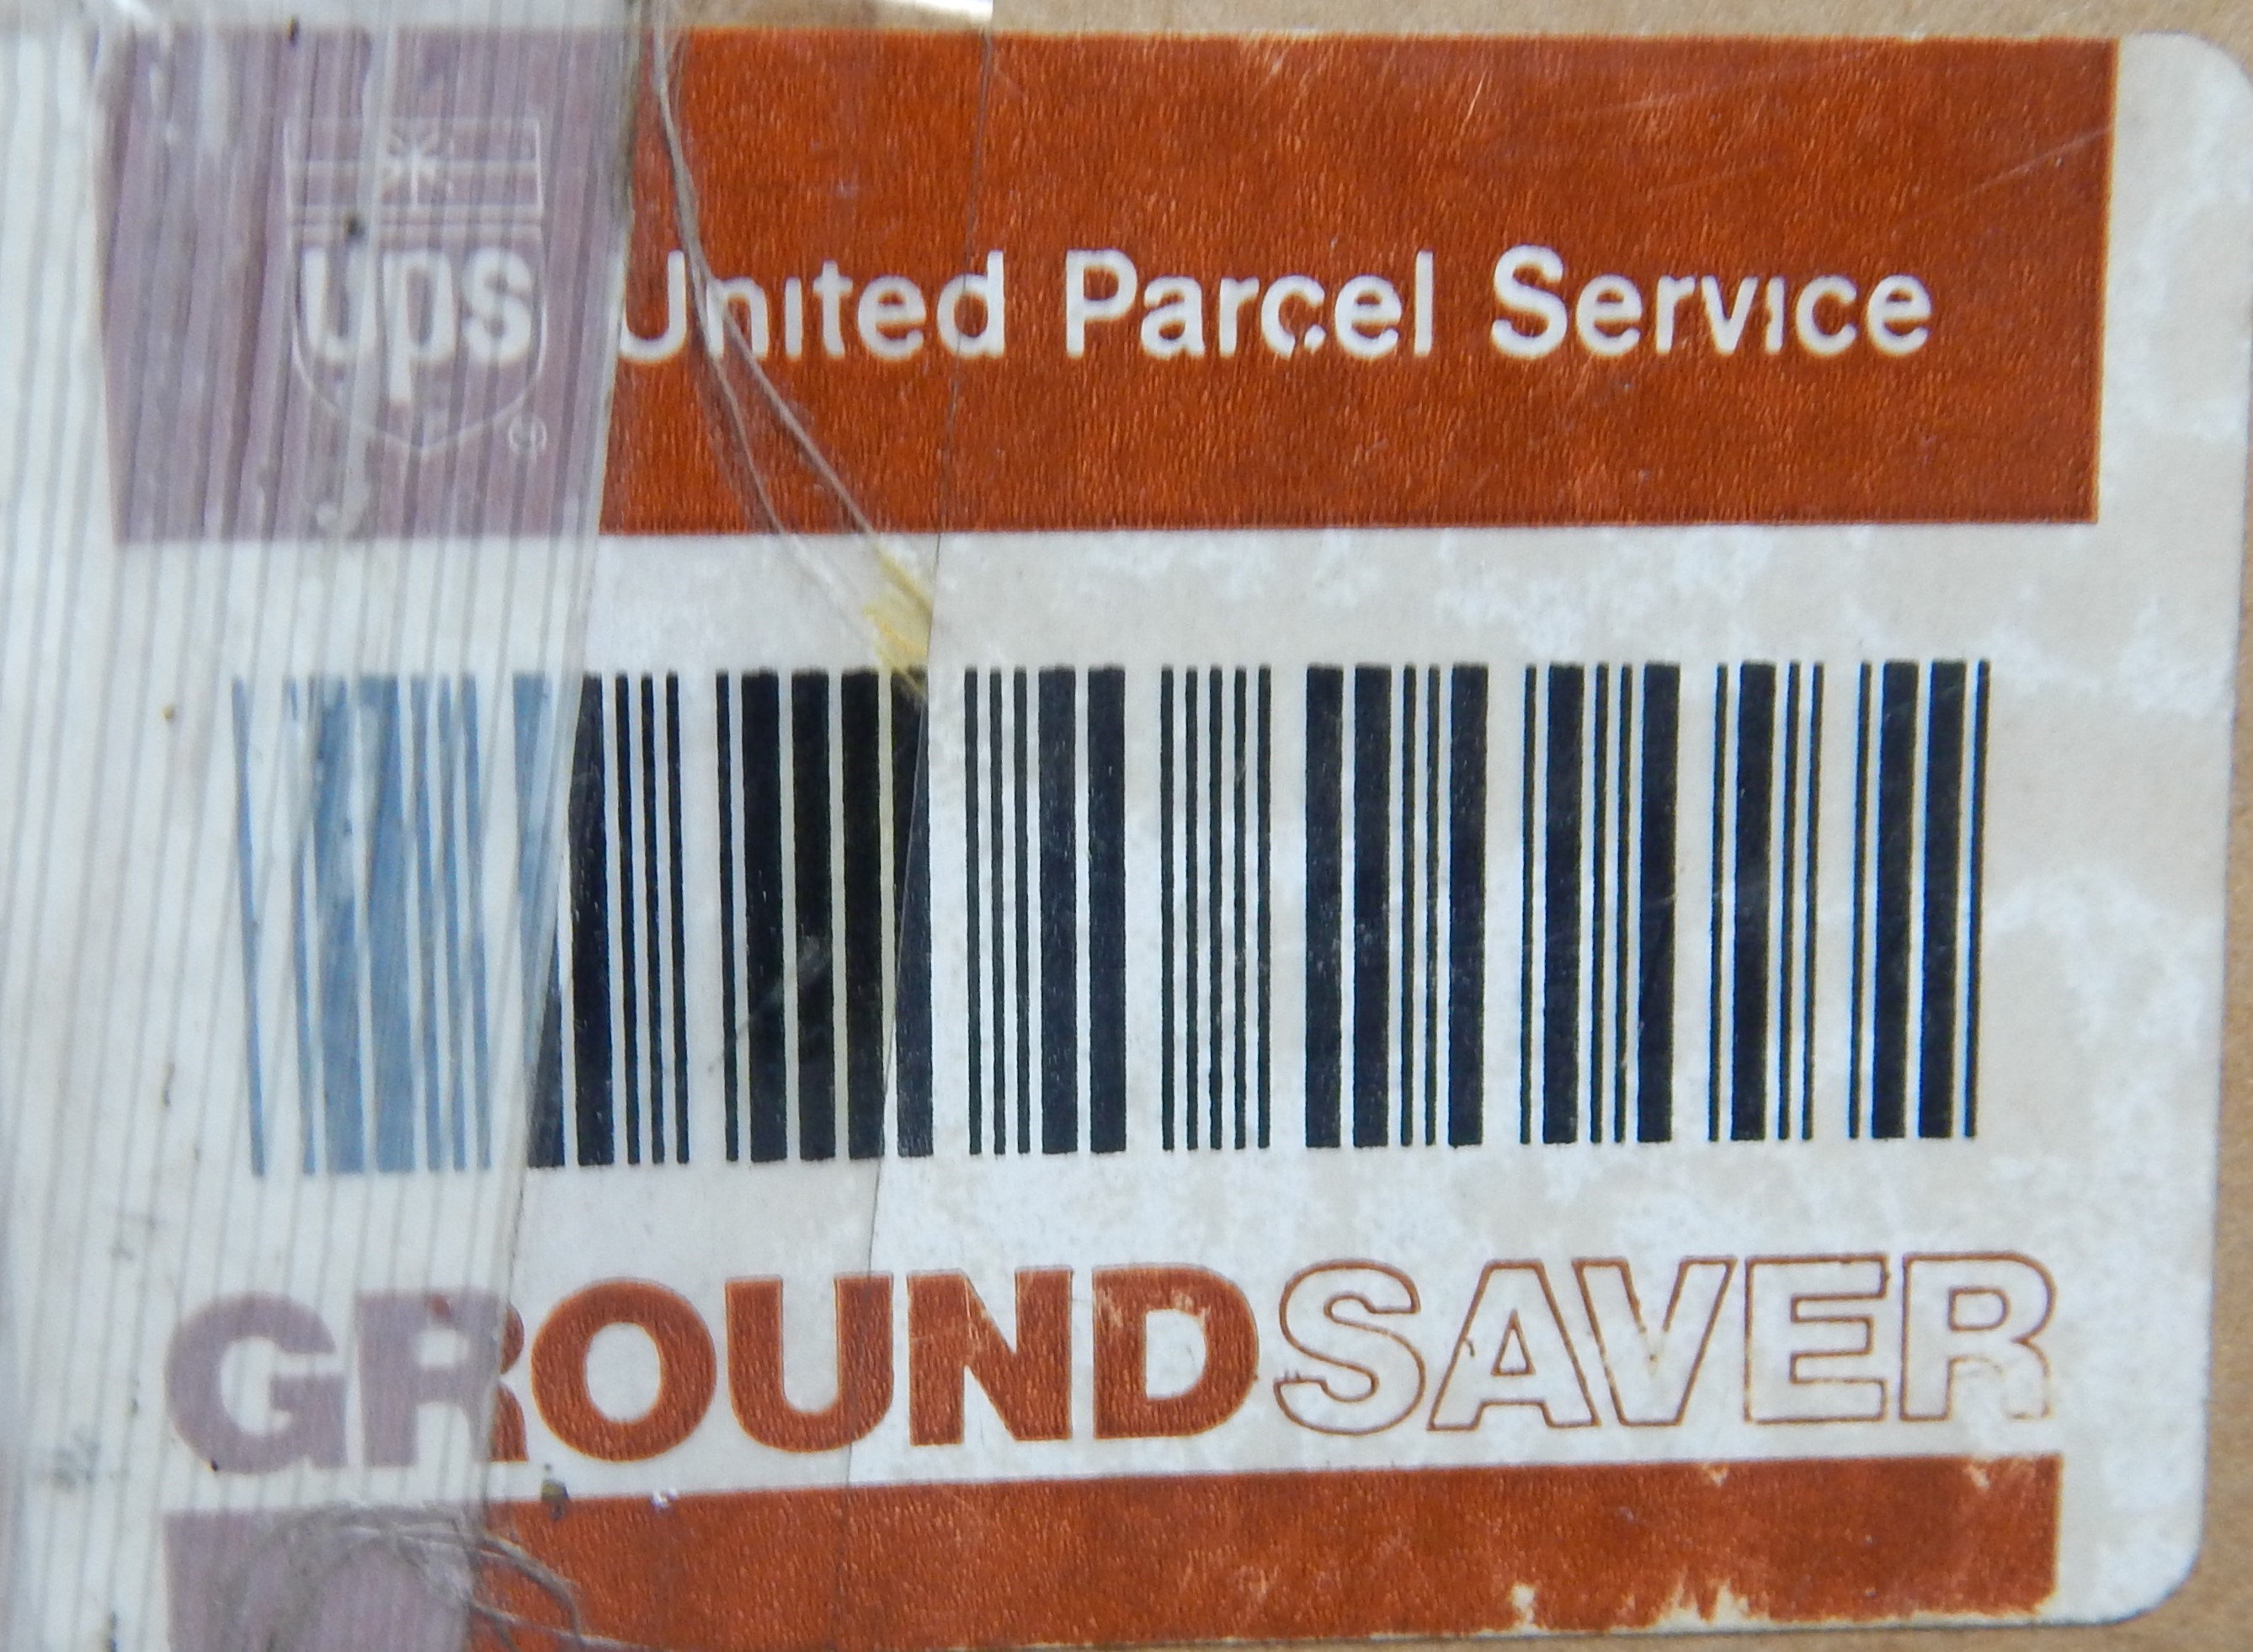 ups ®
United Parcel Service
GROUNDSAVER